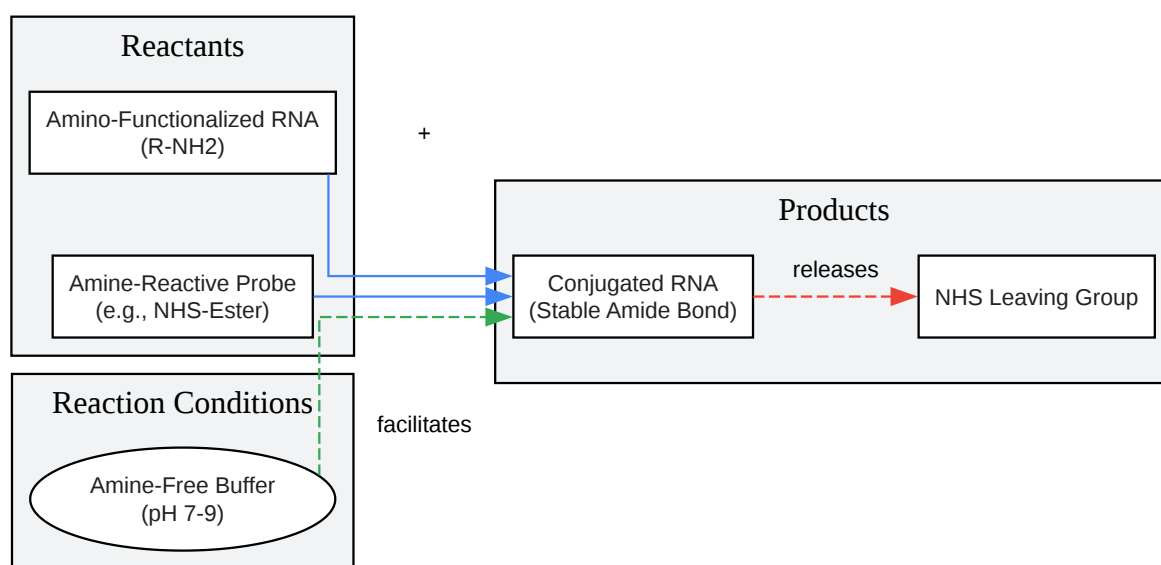 Reactants
Amino-Functionalized RNA
(R-NH2)
+
Amine-Reactive Probe
(e.g., NHS-Ester)
Products
Conjugated RNA
(Stable Amide Bond)
releases
NHS Leaving Group
Reaction Conditions
facilitates
Amine-Free Buffer
(pH 7-9)